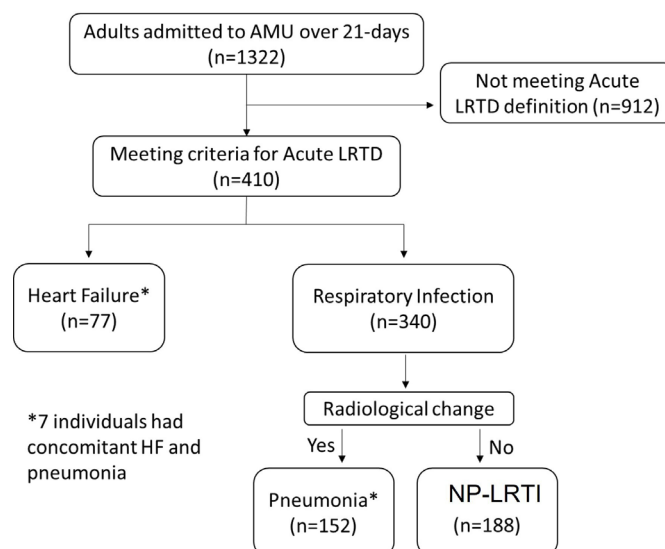 Adults admitted to AMU over 21-days
(n=1322)
Not meeting Acute
LRTD definition (n=912)
Meeting criteria for Acute LRTD
(n=410)
Heart Failure*
(n=77)
Respiratory Infection
(n=340)
*7 individuals had
concomitant HF and
pneumonia
Radiological change
Yes
No
Pneumonia*
(n=152)
NP-LRTI
(n=188)